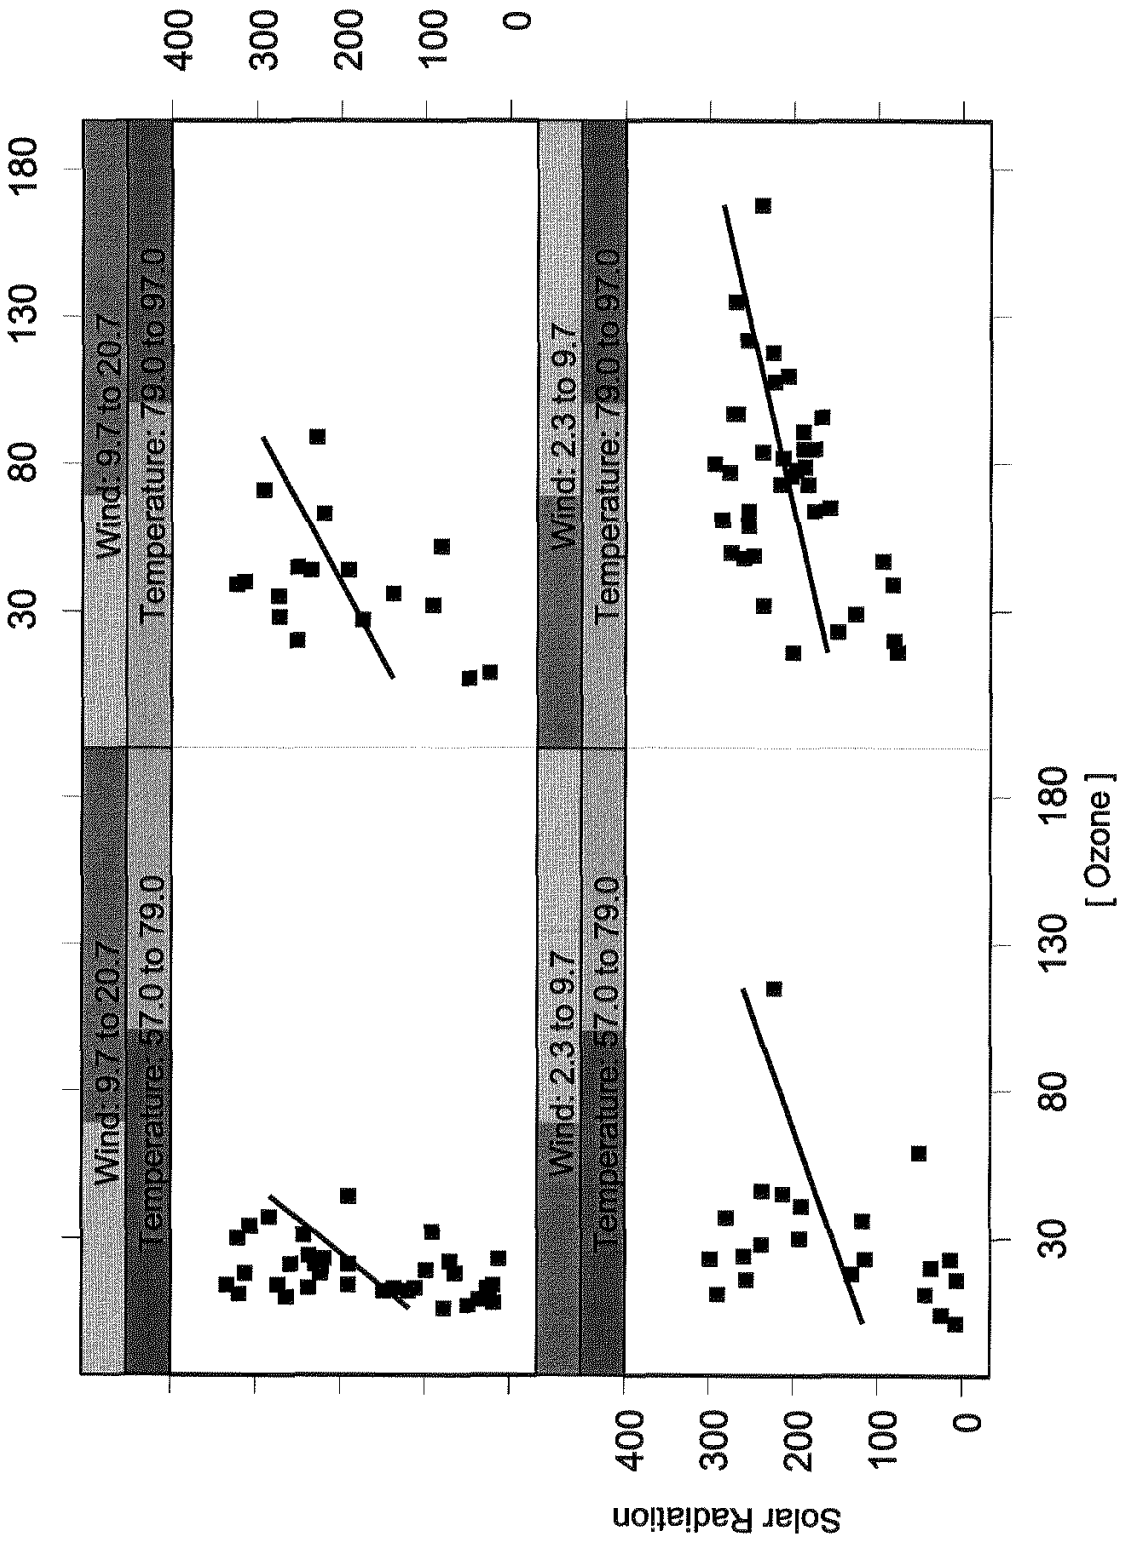 30 80 130 180
Wind: 9.7 to 20.7
Temperature: 57.0 to 79.0
Wind: 9.7 to 20.7
Temperature: 79.0 to 97.0
400
300
200
100
0
Wind: 2.3 to 9.7
Temperature: 57.0 to 79.0
Wind: 2.3 to 9.7
Temperature: 79.0 to 97.0
400
300
200
100
0
Solar Radiation
30 80 130 180
[ Ozone ]